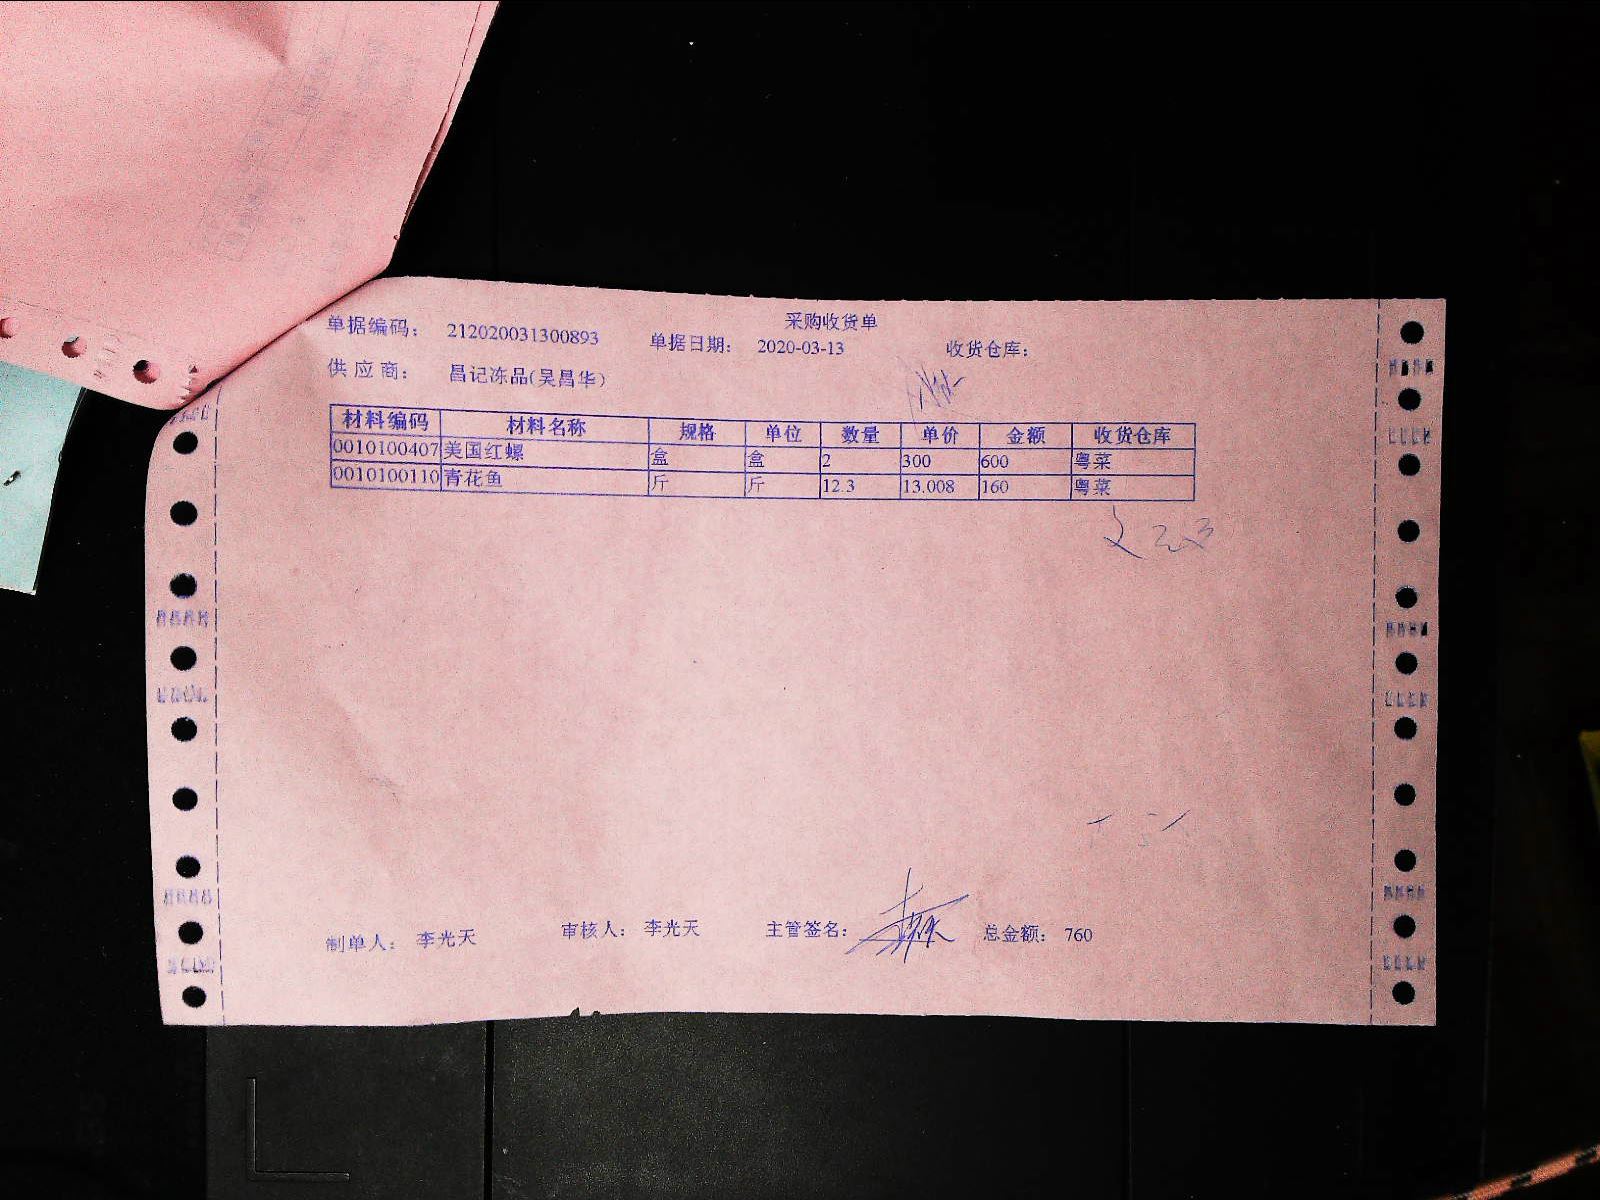 采购收货单
单据编码： 212020031300893 单据日期： 2020-03-13 收货仓库：
供应商： 昌记冻品(吴昌华)
材料编码 材料名称 规格 单位 数量 单价 金额 收货仓库
0010100407 美国红螺 盒 盒 2 300 600 粤菜
0010100110 青花鱼 斤 斤 12.3 13.008 160 粤菜
制单人： 李光天 审核人： 李光天 主管签名： 总金额： 760